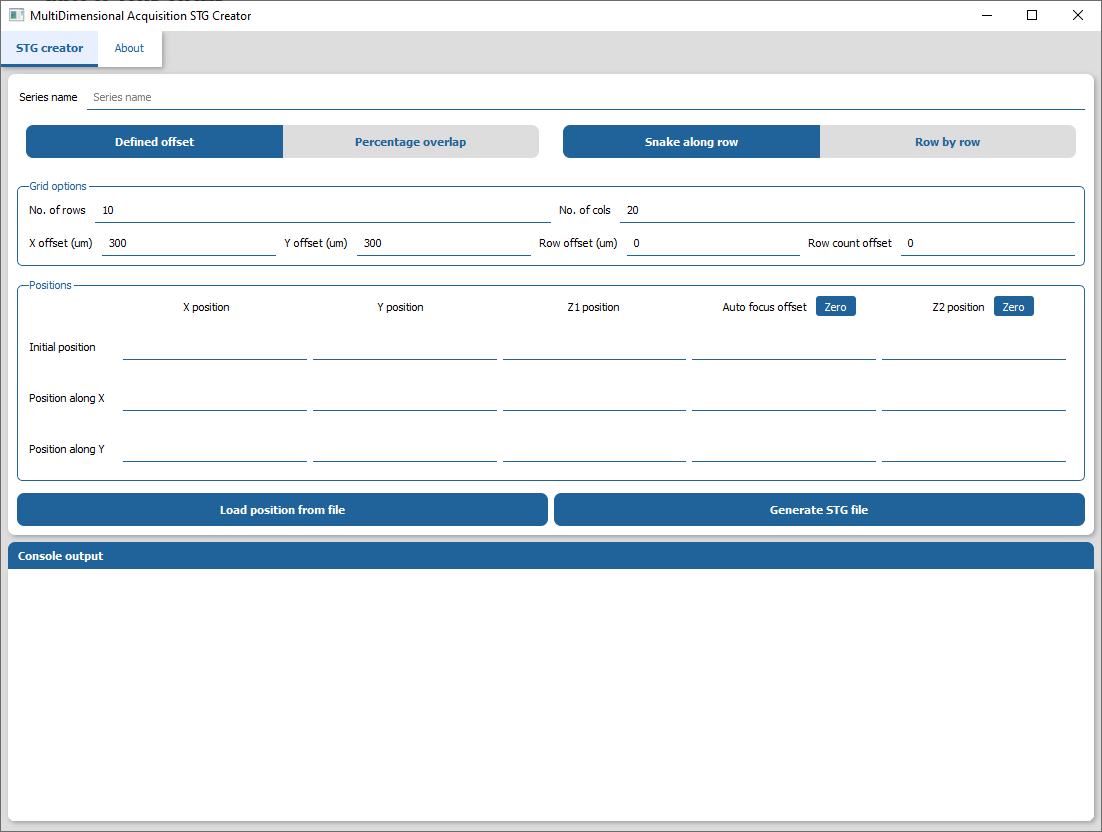 MultiDimensional Acquisition STG Creator
STG creator About
Series name Series name
Defined offset Percentage overlap Snake along row Row by row
Grid options
No. of rows 10 No. of cols 20
X offset (um) 300 Y offset (um) 300 Row offset (um) 0 Row count offset 0
Positions
X position Y position Z1 position Auto focus offset Zero Z2 position Zero
Initial position
Position along X
Position along Y
Load position from file Generate STG file
Console output